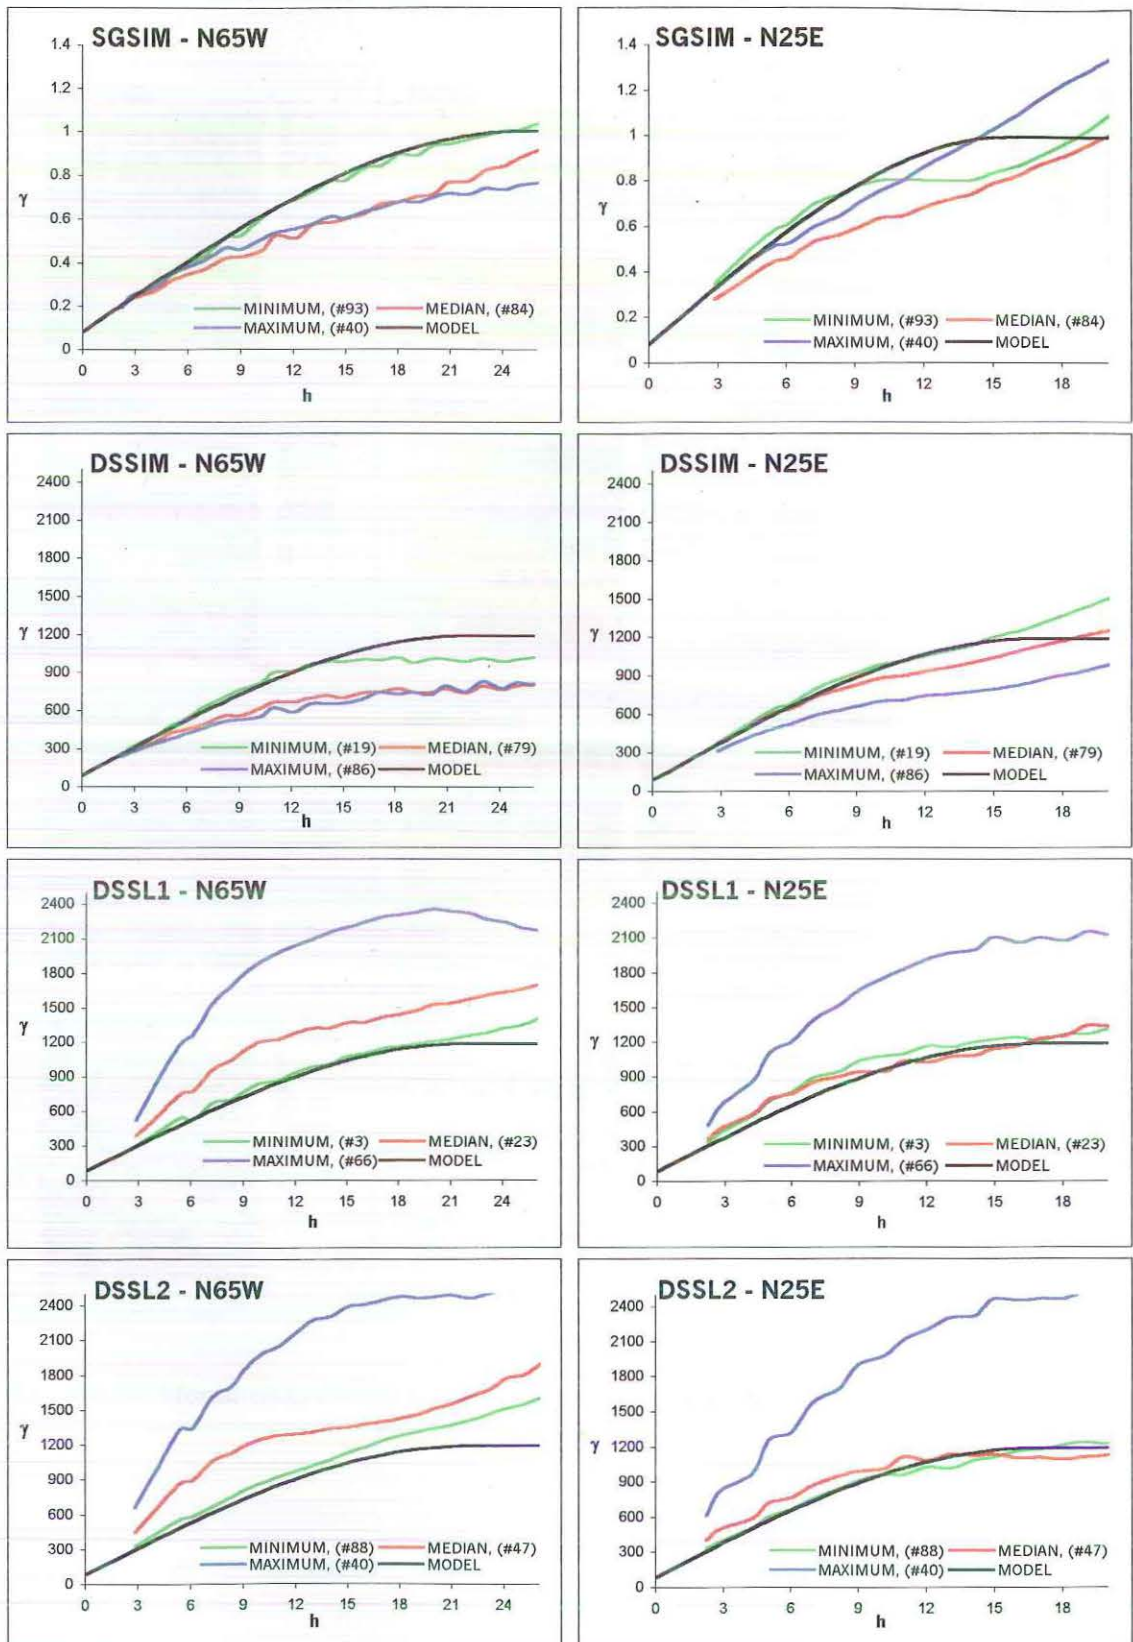 SGSIM - N65W
1.4
1.2
1
0.8
0.6
0.4
0.2
0
γ
MINIMUM, (#93) MEDIAN, (#84)
MAXIMUM, (#40) MODEL
0 3 6 9 12 15 18 21 24
h
SGSIM - N25E
1.4
1.2
1
0.8
0.6
0.4
0.2
0
γ
MINIMUM, (#93) MEDIAN, (#84)
MAXIMUM, (#40) MODEL
0 3 6 9 12 15 18
h
DSSIM - N65W
2400
2100
1800
1500
1200
900
600
300
0
γ
MINIMUM, (#19) MEDIAN, (#79)
MAXIMUM, (#86) MODEL
0 3 6 9 12 15 18 21 24
h
DSSIM - N25E
2400
2100
1800
1500
1200
900
600
300
0
γ
MINIMUM, (#19) MEDIAN, (#79)
MAXIMUM, (#86) MODEL
0 3 6 9 12 15 18
h
DSSL1 - N65W
2400
2100
1800
1500
1200
900
600
300
0
γ
MINIMUM, (#3) MEDIAN, (#23)
MAXIMUM, (#66) MODEL
0 3 6 9 12 15 18 21 24
h
DSSL1 - N25E
2400
2100
1800
1500
1200
900
600
300
0
γ
MINIMUM, (#3) MEDIAN, (#23)
MAXIMUM, (#66) MODEL
0 3 6 9 12 15 18
h
DSSL2 - N65W
2400
2100
1800
1500
1200
900
600
300
0
γ
MINIMUM, (#88) MEDIAN, (#47)
MAXIMUM, (#40) MODEL
0 3 6 9 12 15 18 21 24
h
DSSL2 - N25E
2400
2100
1800
1500
1200
900
600
300
0
γ
MINIMUM, (#88) MEDIAN, (#47)
MAXIMUM, (#40) MODEL
0 3 6 9 12 15 18
h